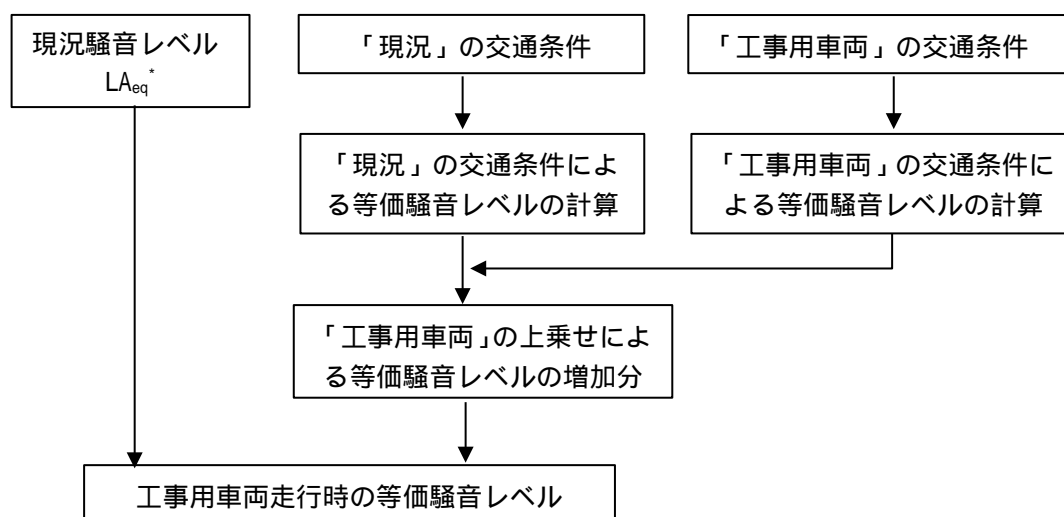 現況騒音レベル
LAeq*
「現況」の交通条件
「工事用車両」の交通条件
「現況」の交通条件によ
る等価騒音レベルの計算
「工事用車両」の交通条件に
よる等価騒音レベルの計算
「工事用車両」の上乗せによ
る等価騒音レベルの増加分
工事用車両走行時の等価騒音レベル